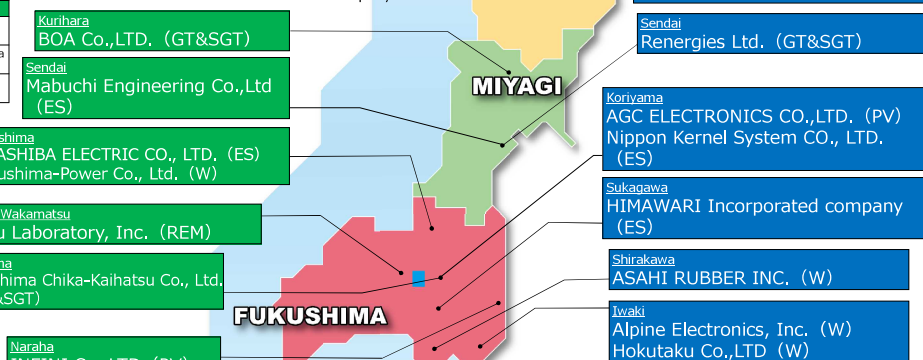 Kurihara
BOA Co.,LTD.（GT&SGT）
Sendai
Mabuchi Engineering Co.,Ltd
（ES）
ASHIBA ELECTRIC CO., LTD.（ES）
ushima-Power Co., Ltd.（W）
Wakamatsu
Laboratory, Inc.（REM）
hima Chika-Kaihatsu Co., Ltd.
SGT）
Naraha
MIYAGI
FUKUSHIMA
Sendai
Renergies Ltd.（GT&SGT）
Koriyama
AGC ELECTRONICS CO.,LTD.（PV）
Nippon Kernel System CO., LTD.
（ES）
Sukagawa
HIMAWARI Incorporated company
（ES）
Shirakawa
ASAHI RUBBER INC.（W）
Iwaki
Alpine Electronics, Inc.（W）
Hokutaku Co.,LTD（W）